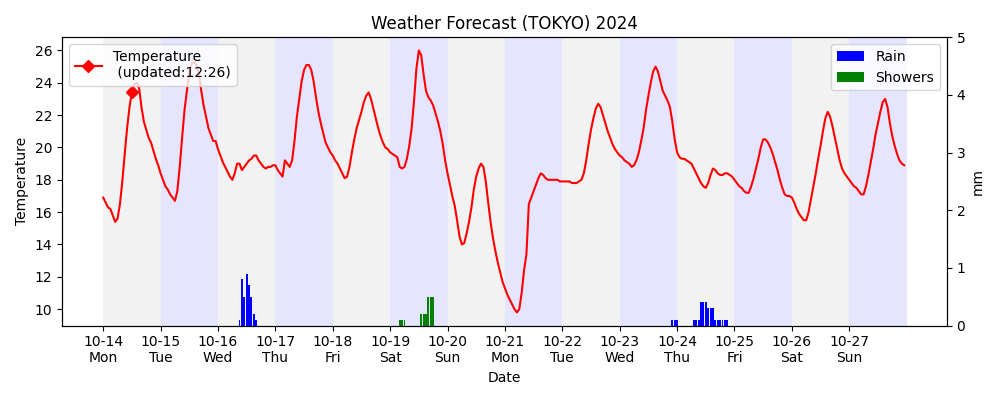 Weather Forecast (TOKYO) 2024
Temperature
(updated:12:26)
Rain
Showers
Temperature
26
24
22
20
18
16
14
12
10
5
4
3
2
1
0
mm
10-14 10-15 10-16 10-17 10-18 10-19 10-20 10-21 10-22 10-23 10-24 10-25 10-26 10-27
Mon Tue Wed Thu Fri Sat Sun Mon Tue Wed Thu Fri Sat Sun
Date